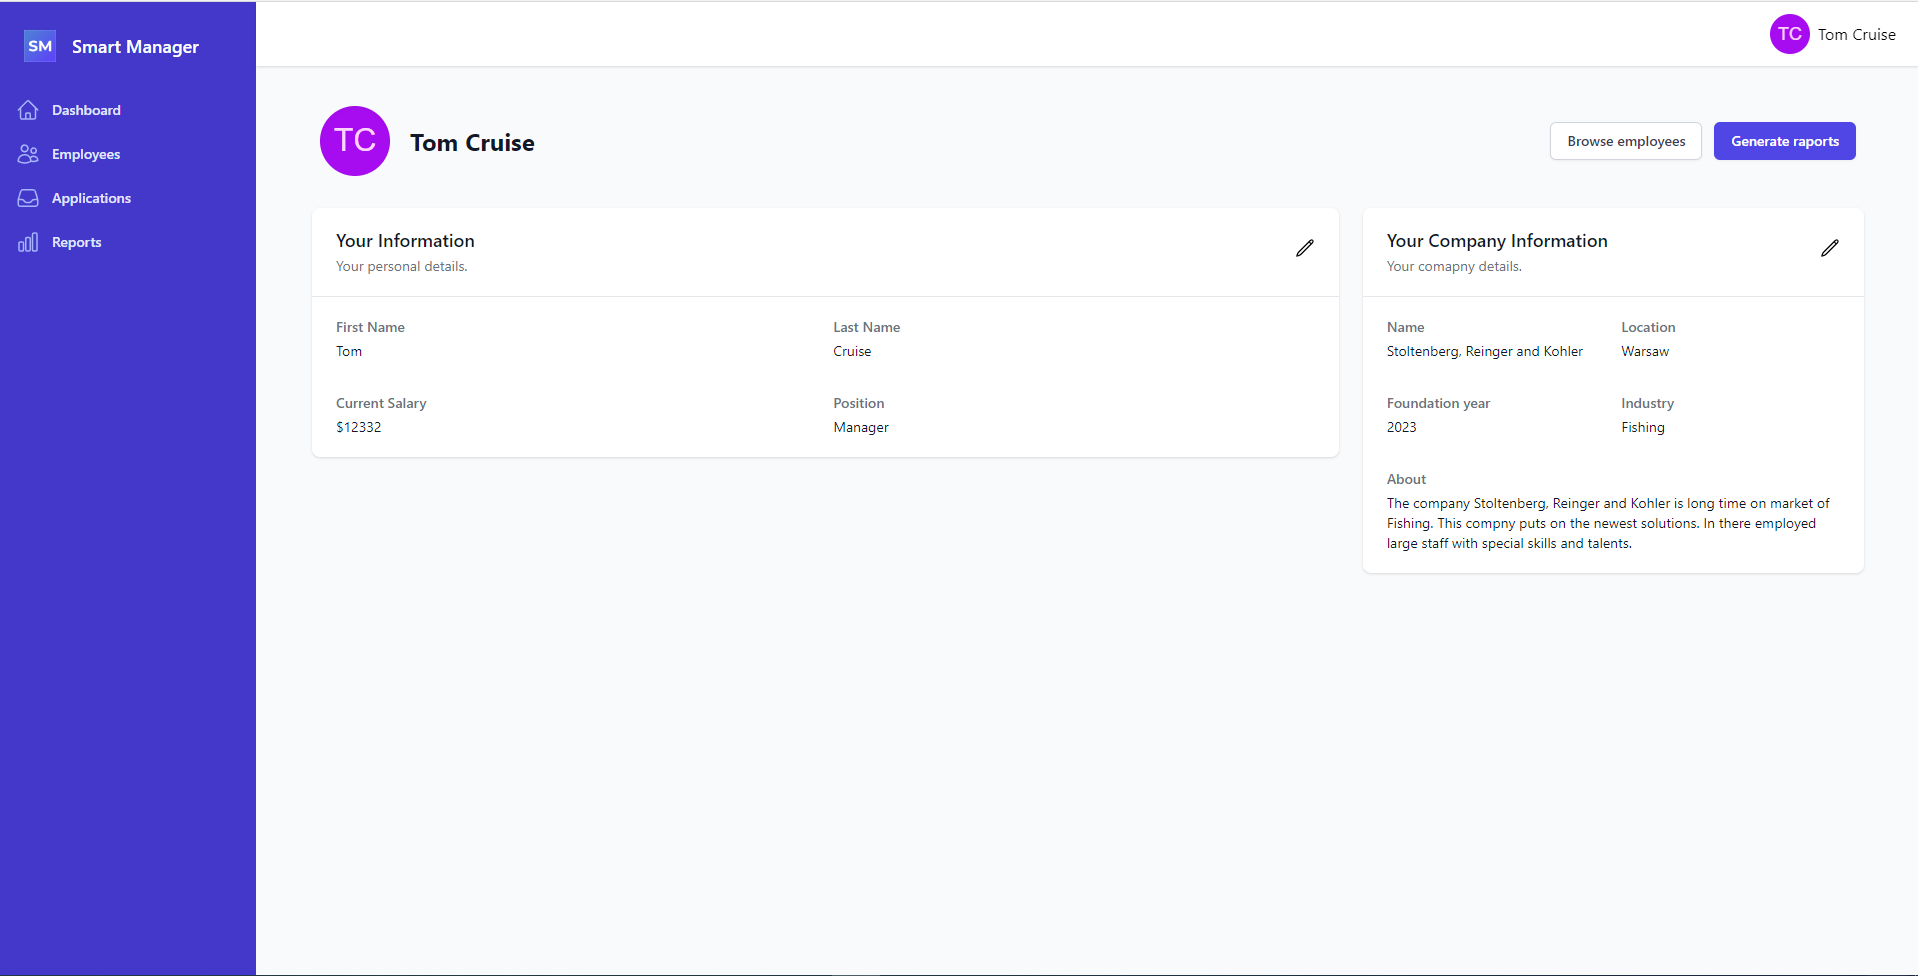 SM Smart Manager
TC Tom Cruise
Dashboard
Employees
Applications
Reports
TC Tom Cruise
Browse employees
Generate raports
Your Information
Your personal details.
First Name
Last Name
Tom
Cruise
Current Salary
Position
$12332
Manager
Your Company Information
Your comapny details.
Name
Location
Stoltenberg, Reinger and Kohler
Warsaw
Foundation year
Industry
2023
Fishing
About
The company Stoltenberg, Reinger and Kohler is long time on market of
Fishing. This compny puts on the newest solutions. In there employed
large staff with special skills and talents.